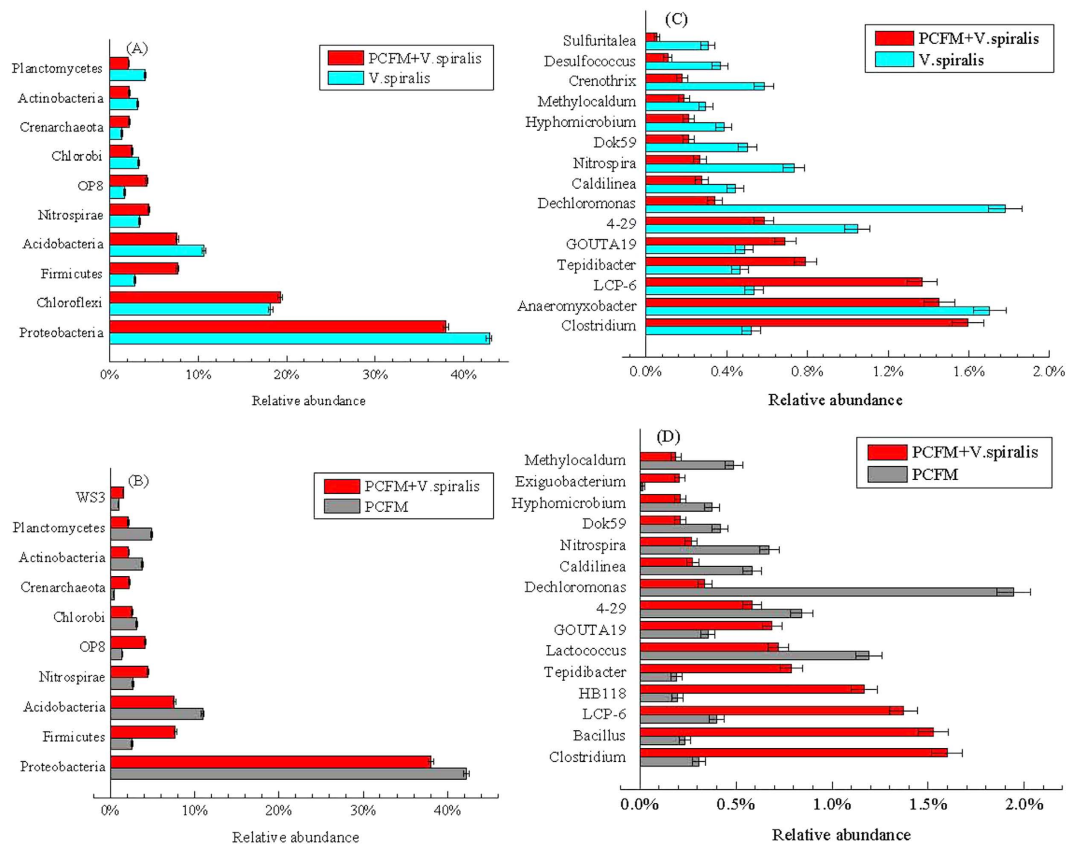 (A)
PCFM+V.spiralis
V.spiralis
Planctomycetes
Actinobacteria
Crenarchaeota
Chlorobi
OP8
Nitrospirae
Acidobacteria
Firmicutes
Chloroflexi
Proteobacteria
0% 10% 20% 30% 40%
Relative abundance
(C)
PCFM+V.spiralis
V.spiralis
Sulfuritalea
Desulfococcus
Crenothrix
Methylocaldum
Hyphomicrobium
Dok59
Nitrospira
Caldilinea
Dechloromonas
4-29
GOUTA19
Tepidibacter
LCP-6
Anaeromyxobacter
Clostridium
0.0% 0.4% 0.8% 1.2% 1.6% 2.0%
Relative abundance
(B)
PCFM+V.spiralis
PCFM
WS3
Planctomycetes
Actinobacteria
Crenarchaeota
Chlorobi
OP8
Nitrospirae
Acidobacteria
Firmicutes
Proteobacteria
0% 10% 20% 30% 40%
Relative abundance
(D)
PCFM+V.spiralis
PCFM
Methylocaldum
Exiguobacterium
Hyphomicrobium
Dok59
Nitrospira
Caldilinea
Dechloromonas
4-29
GOUTA19
Lactococcus
Tepidibacter
HB118
LCP-6
Bacillus
Clostridium
0.0% 0.5% 1.0% 1.5% 2.0%
Relative abundance